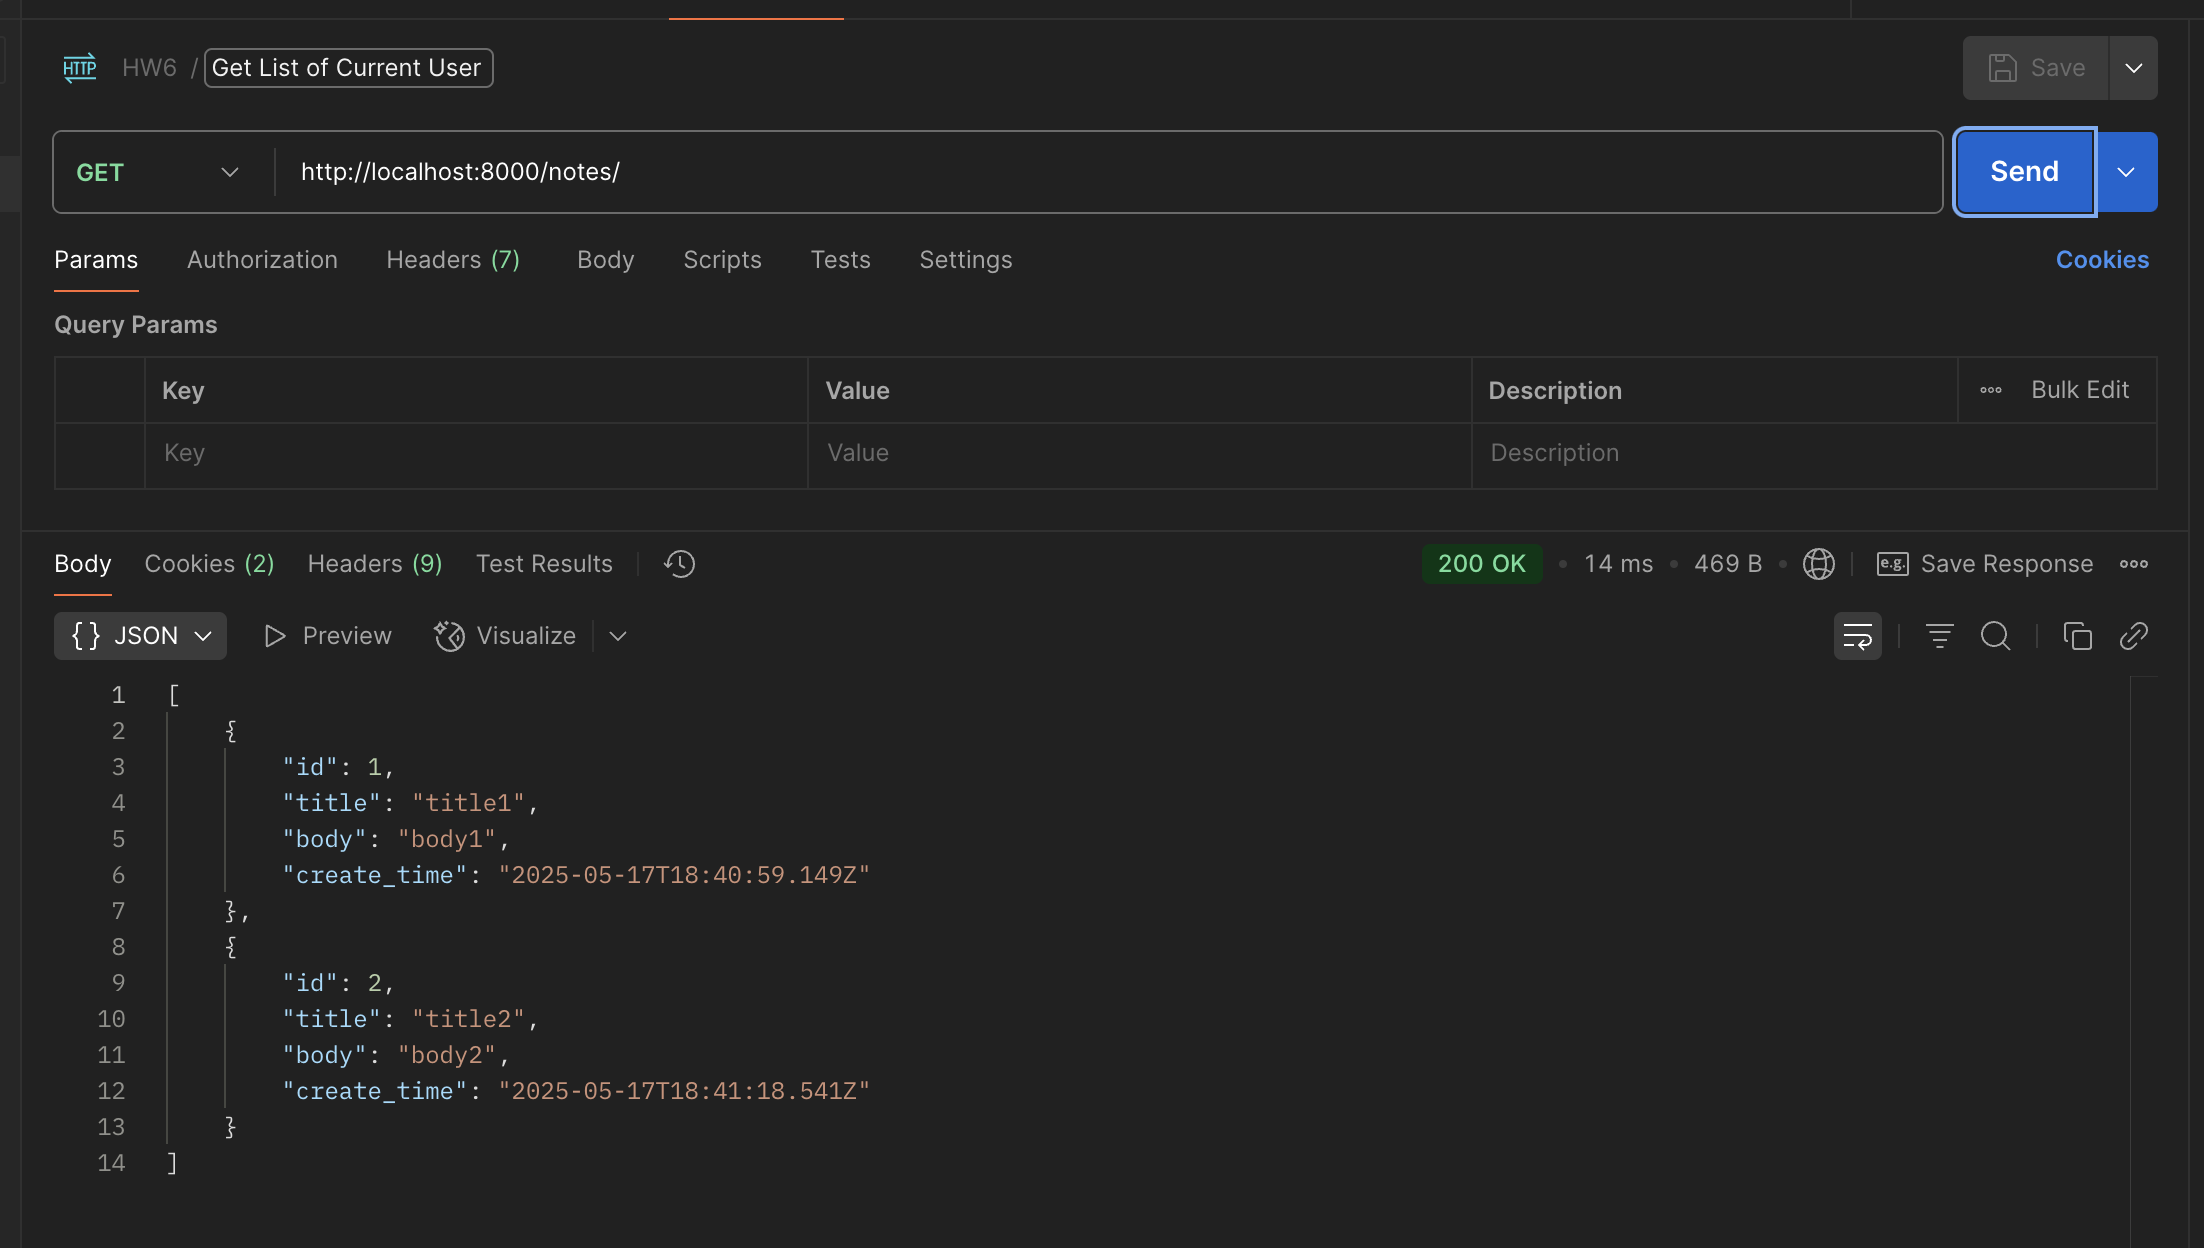 HTTP HW6 / Get List of Current User Save
GET http://localhost:8000/notes/ Send
Params Authorization Headers (7) Body Scripts Tests Settings Cookies
Query Params
Key Value Description Bulk Edit
Key Value Description
Body Cookies (2) Headers (9) Test Results 200 OK • 14 ms • 469 B • e.g. Save Response
{} JSON Preview Visualize
1 [
2 {
3 "id": 1,
4 "title": "title1",
5 "body": "body1",
6 "create_time": "2025-05-17T18:40:59.149Z"
7 },
8 {
9 "id": 2,
10 "title": "title2",
11 "body": "body2",
12 "create_time": "2025-05-17T18:41:18.541Z"
13 }
14 ]